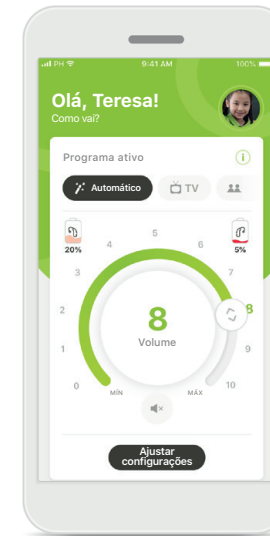 PH 9:41 AM 100%
Olá, Teresa!
Como vai?
Programa ativo i
Automático TV
20% 5%
0 1 2 3 4 5 6 7 8 9 10
8
Volume
MÍN MÁX
Ajustar
configurações